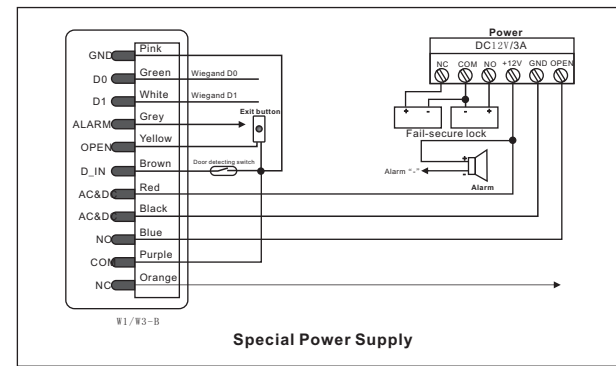 Power
DC12V/3A
NC COM NO +12V GND OPEN
+ - - +
Fail-secure lock
+
-
Alarm "-"
Alarm
GND Pink
D0 Green Wiegand D0
D1 White Wiegand D1
ALARM Grey
Exit button
OPEN Yellow
D_IN Brown Door detecting switch
AC&DC Red
AC&DC Black
NO Blue
COM Purple
NC Orange
W1/W3-B
Special Power Supply